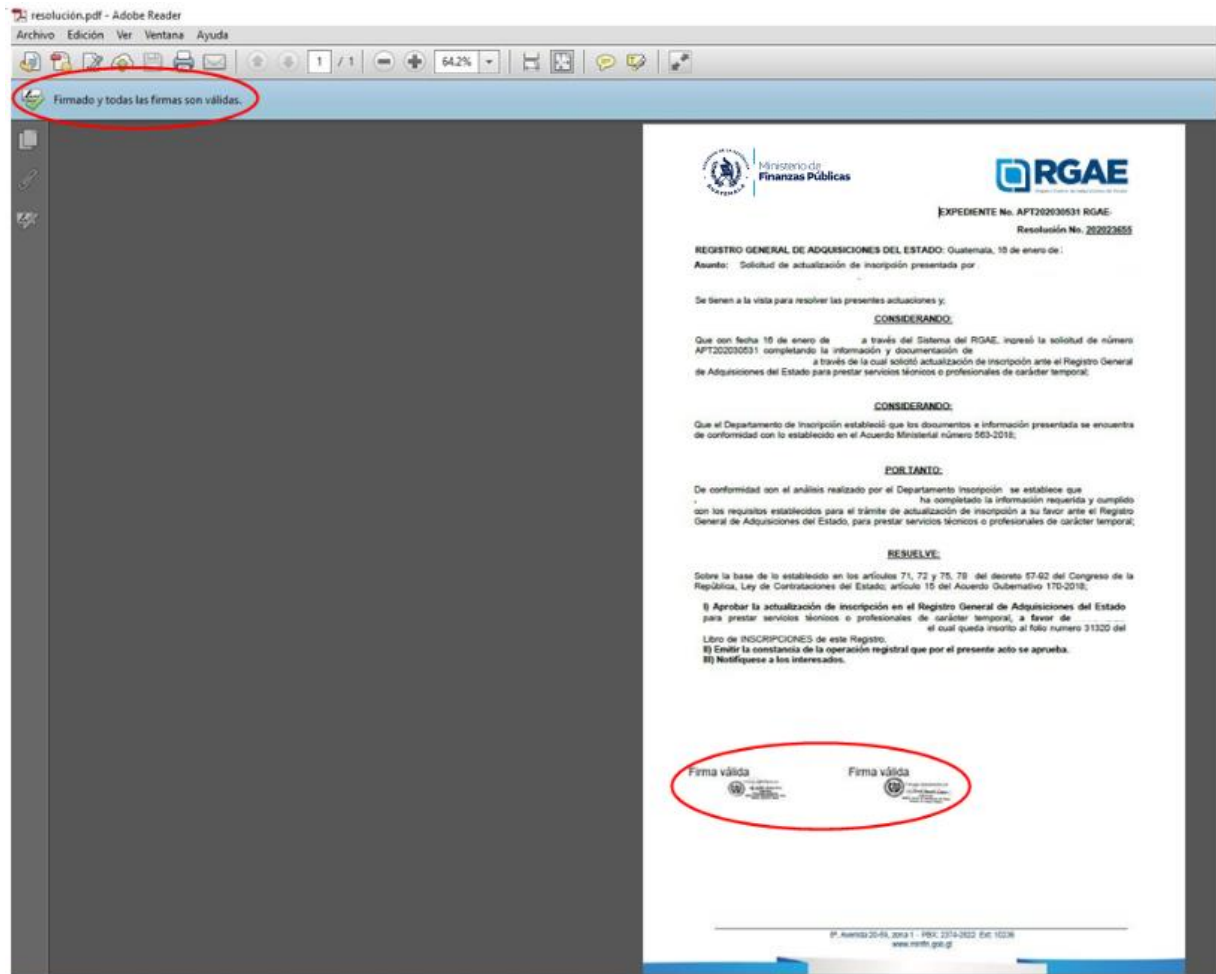 resolución.pdf - Adobe Reader
Archivo Edición Ver Ventana Ayuda
1 / 1 64.2%
Firmado y todas las firmas son válidas.
Ministerio de
Finanzas Públicas
RGAE
EXPEDIENTE No. APT202030531 RGAE-
Resolución No. 202023655
REGISTRO GENERAL DE ADQUISICIONES DEL ESTADO: Guatemala, 16 de enero de
Asunto: Solicitud de actualización de inscripción presentada por
Se tienen a la vista para resolver las presentes actuaciones y;
CONSIDERANDO:
Que con fecha 16 de enero de a través del Sistema del RGAE, ingresó la solicitud de número
APT202030531 completando la información y documentación de
a través de la cual solicitó actualización de inscripción ante el Registro General
de Adquisiciones del Estado para prestar servicios técnicos o profesionales de carácter temporal;
CONSIDERANDO:
Que el Departamento de Inscripción estableció que los documentos e información presentada se encuentra
de conformidad con lo establecido en el Acuerdo Ministerial número 563-2018;
POR TANTO:
De conformidad con el análisis realizado por el Departamento Inscripción se establece que
ha completado la información requerida y cumplido
con los requisitos establecidos para el trámite de actualización de inscripción a su favor ante el Registro
General de Adquisiciones del Estado, para prestar servicios técnicos o profesionales de carácter temporal;
RESUELVE:
Sobre la base de lo establecido en los artículos 71, 72 y 75, 78 del decreto 57-92 del Congreso de la
República, Ley de Contrataciones del Estado; artículo 15 del Acuerdo Gubernativo 170-2018;
I) Aprobar la actualización de inscripción en el Registro General de Adquisiciones del Estado
para prestar servicios técnicos o profesionales de carácter temporal, a favor de
el cual queda inscrito al folio numero 31320 del
Libro de INSCRIPCIONES de este Registro.
II) Emitir la constancia de la operación registral que por el presente acto se aprueba.
III) Notifíquese a los interesados.
Firma válida Firma válida
8ª. Avenida 20-59, zona 1 - PBX: 2374-2622 Ext: 10236
www.minfin.gob.gt